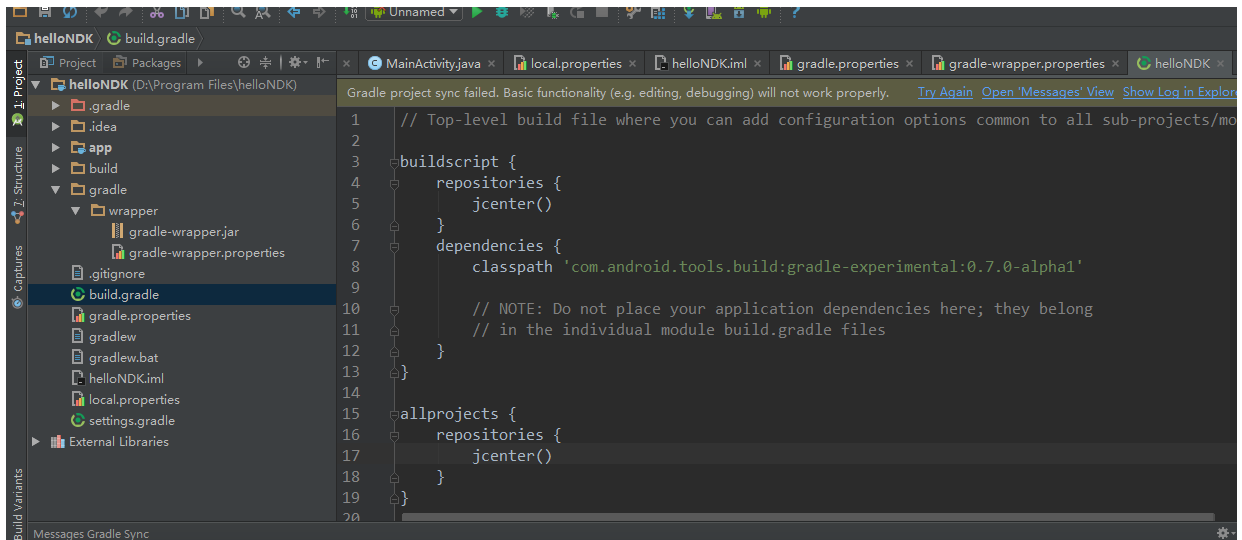 Unnamed
helloNDK build.gradle
Project Packages
MainActivity.java local.properties helloNDK.iml gradle.properties gradle-wrapper.properties helloNDK
1: Project
7: Structure
Captures
Build Variants
helloNDK (D:\Program Files\helloNDK)
.gradle
.idea
app
build
gradle
wrapper
gradle-wrapper.jar
gradle-wrapper.properties
.gitignore
build.gradle
gradle.properties
gradlew
gradlew.bat
helloNDK.iml
local.properties
settings.gradle
External Libraries
Gradle project sync failed. Basic functionality (e.g. editing, debugging) will not work properly. Try Again Open 'Messages' View Show Log in Explore
1 // Top-level build file where you can add configuration options common to all sub-projects/mo
2
3 buildscript {
4 repositories {
5 jcenter()
6 }
7 dependencies {
8 classpath 'com.android.tools.build:gradle-experimental:0.7.0-alpha1'
9
10 // NOTE: Do not place your application dependencies here; they belong
11 // in the individual module build.gradle files
12 }
13 }
14
15 allprojects {
16 repositories {
17 jcenter()
18 }
19 }
20
Messages Gradle Sync